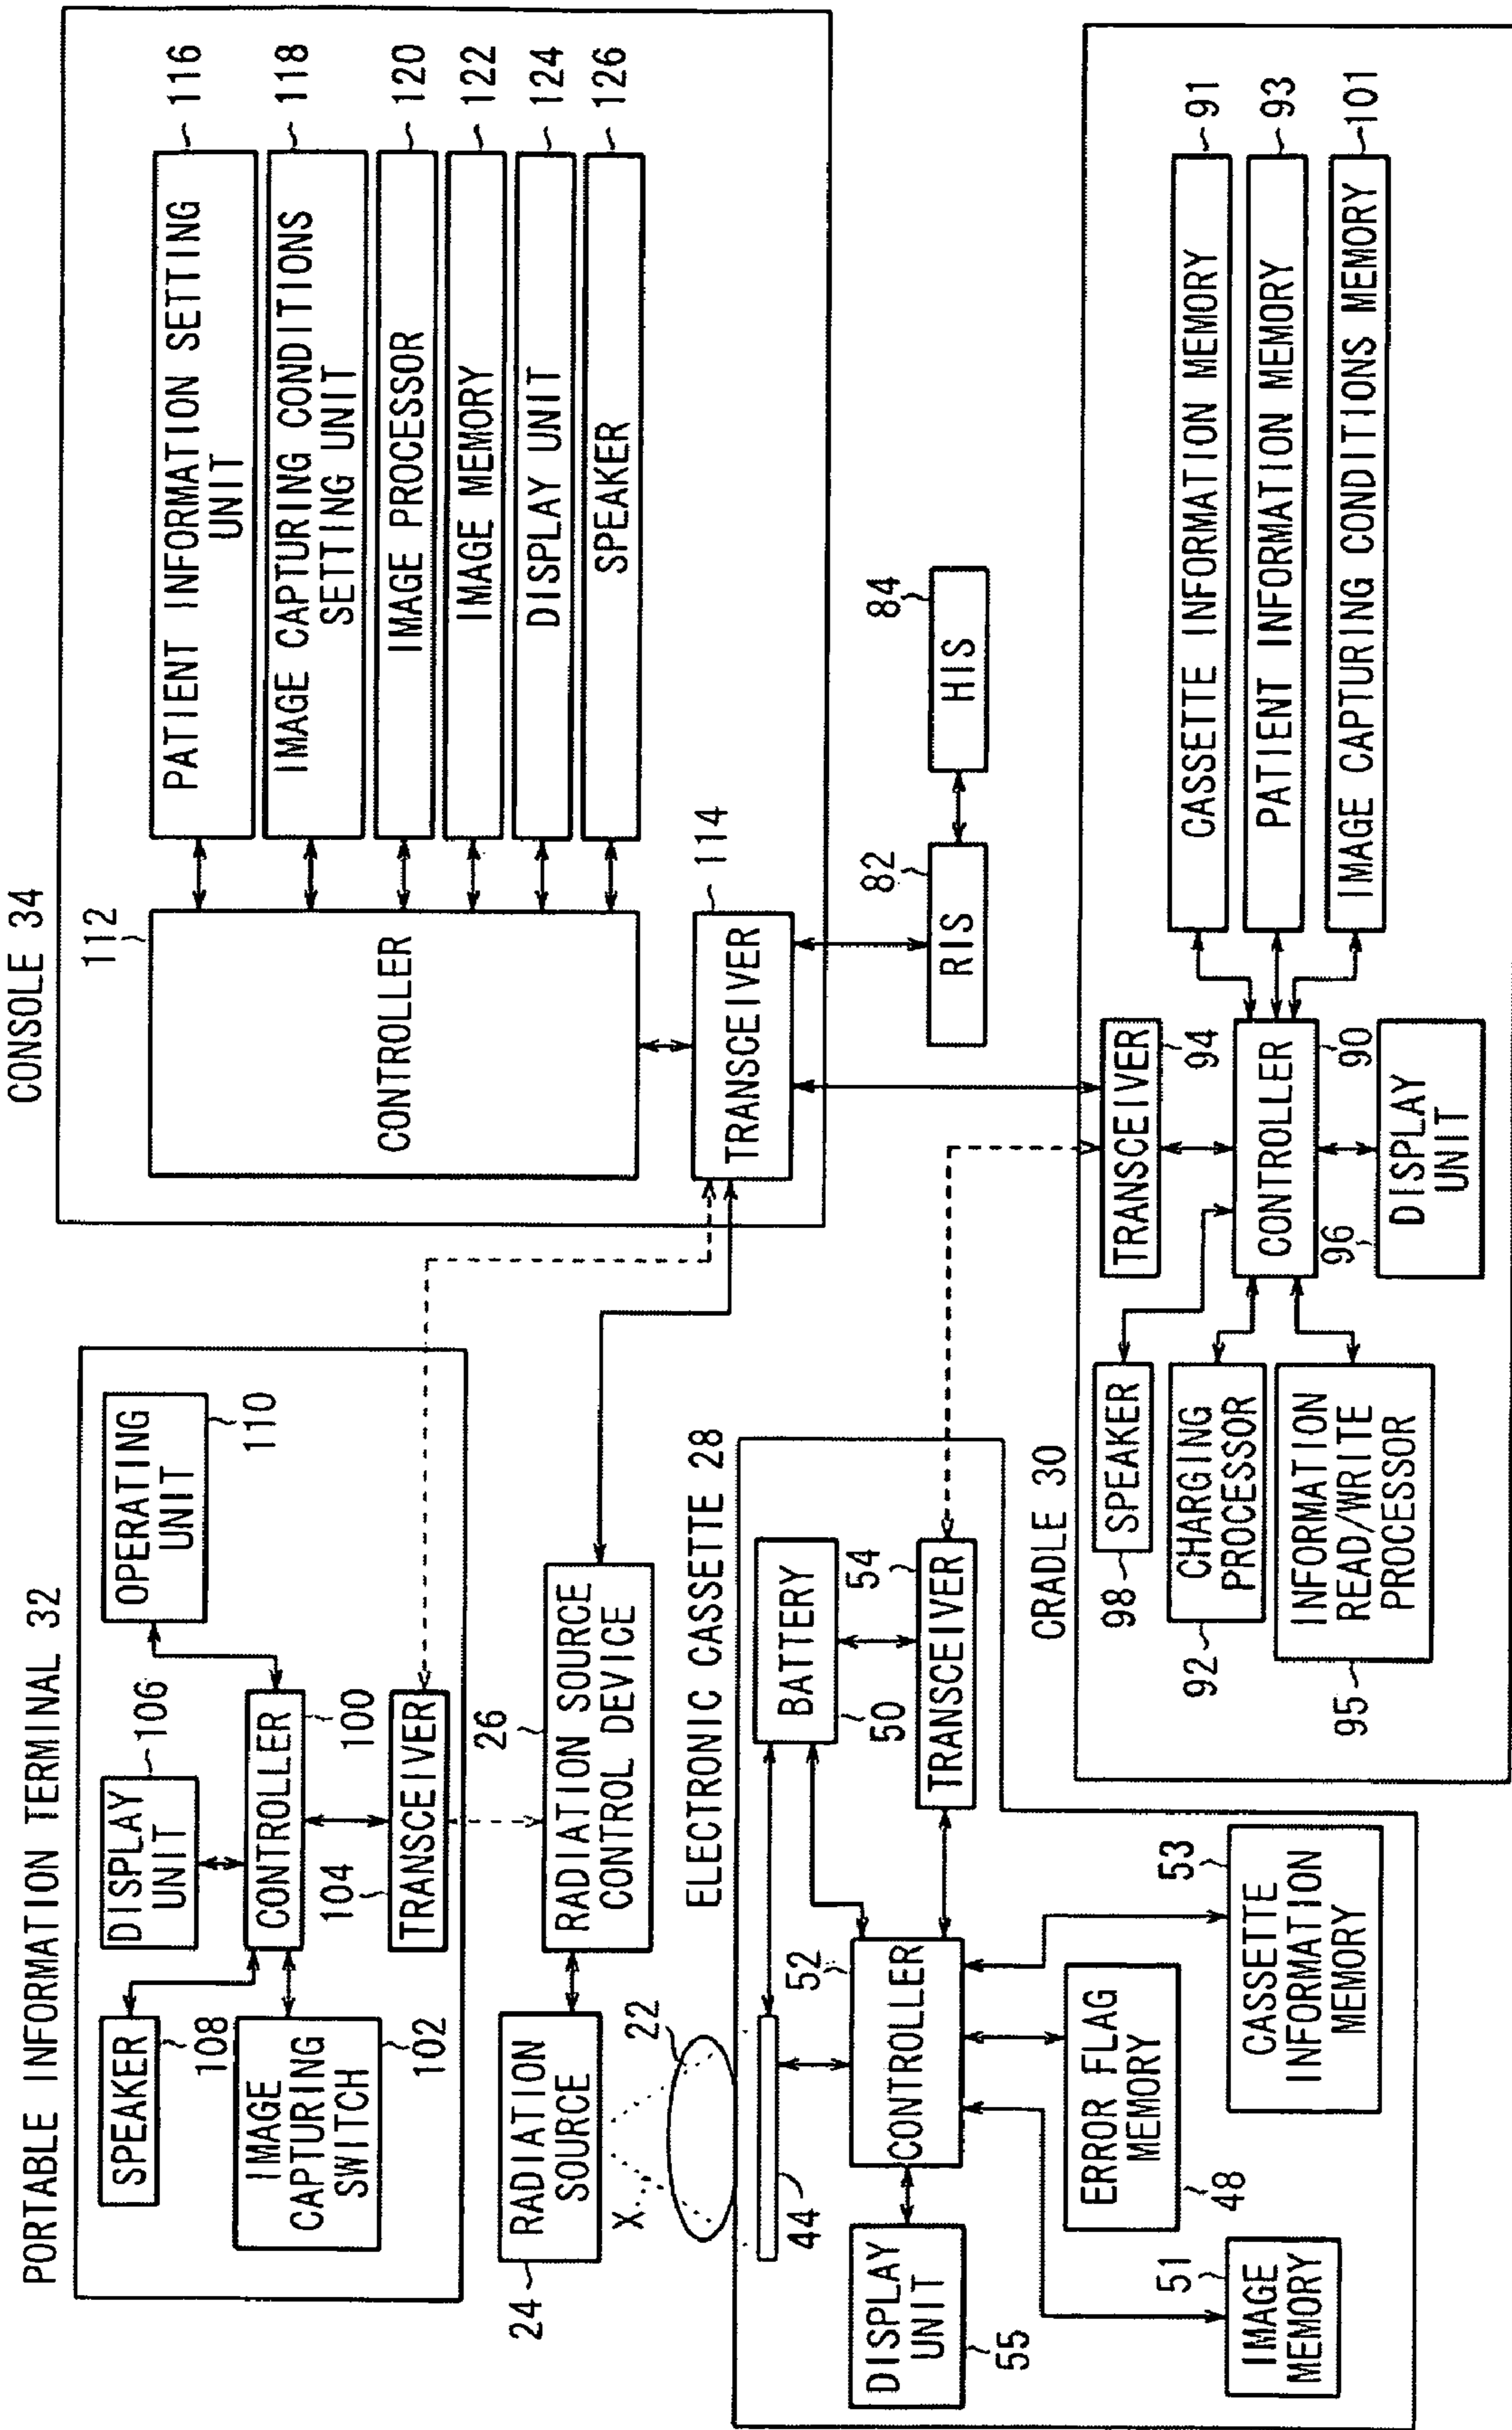 PORTABLE INFORMATION TERMINAL 32
SPEAKER
108
IMAGE
CAPTURING
SWITCH
102
DISPLAY
UNIT
106
CONTROLLER
100
104
TRANSCEIVER
OPERATING
UNIT
110
24
RADIATION
SOURCE
26
RADIATION SOURCE
CONTROL DEVICE
X
22
ELECTRONIC CASSETTE 28
44
BATTERY
50
TRANSCEIVER
54
52
CONTROLLER
DISPLAY
UNIT
55
ERROR FLAG
MEMORY
48
51
IMAGE
MEMORY
53
CASSETTE
INFORMATION
MEMORY
CONSOLE 34
112
CONTROLLER
PATIENT INFORMATION SETTING
UNIT
116
IMAGE CAPTURING CONDITIONS
SETTING UNIT
118
IMAGE PROCESSOR
120
IMAGE MEMORY
122
DISPLAY UNIT
124
SPEAKER
126
TRANSCEIVER
114
82
RIS
84
HIS
CRADLE 30
98
SPEAKER
92
CHARGING
PROCESSOR
95
INFORMATION
READ/WRITE
PROCESSOR
TRANSCEIVER
94
CONTROLLER
90
96
DISPLAY
UNIT
CASSETTE INFORMATION MEMORY
91
PATIENT INFORMATION MEMORY
93
IMAGE CAPTURING CONDITIONS MEMORY
101